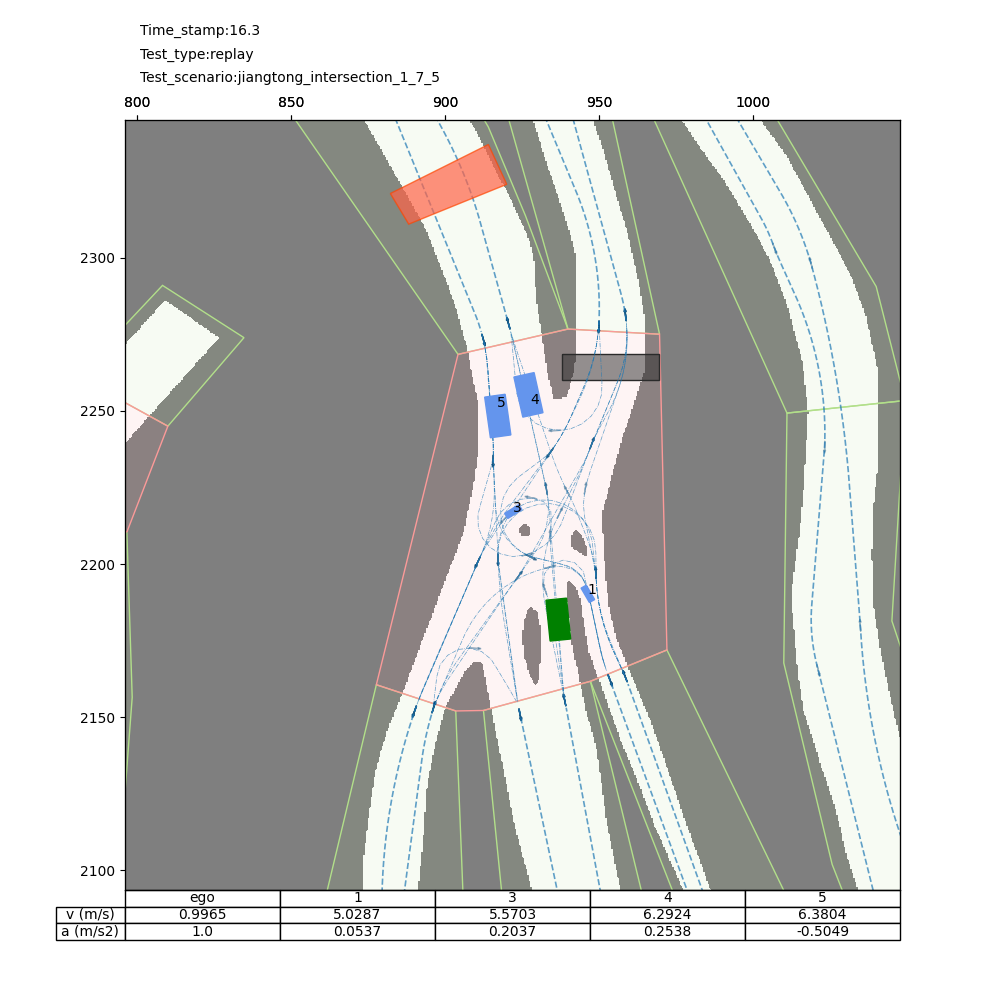 Time_stamp:16.3
Test_type:replay
Test_scenario:jiangtong_intersection_1_7_5
800 850 900 950 1000
2300
2250
2200
2150
2100
5 4
3
1
ego 1 3 4 5
v (m/s) 0.9965 5.0287 5.5703 6.2924 6.3804
a (m/s2) 1.0 0.0537 0.2037 0.2538 -0.5049